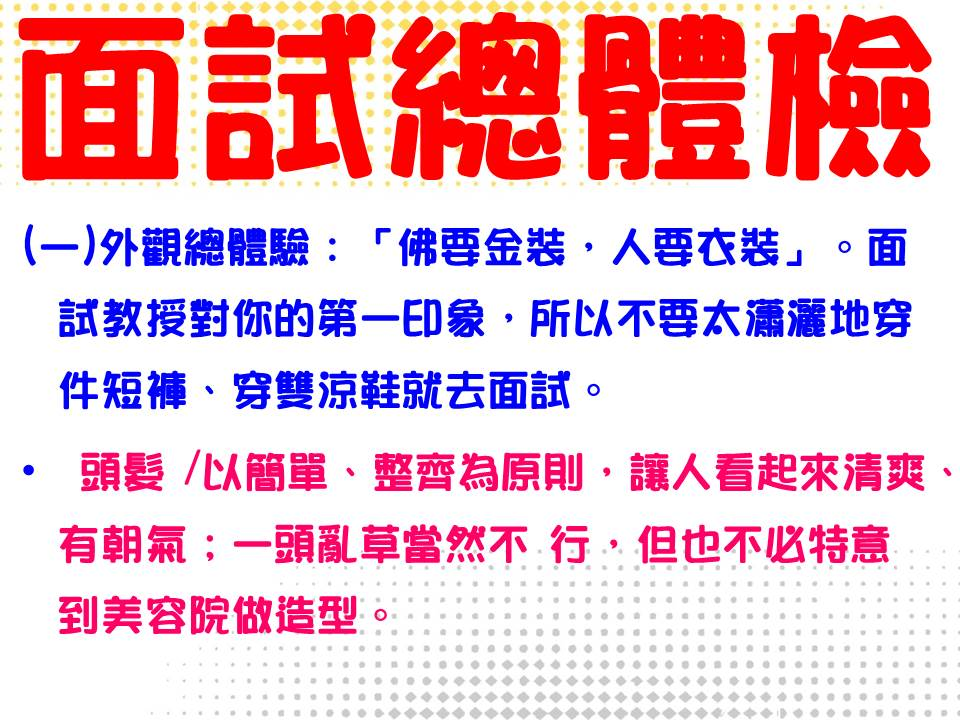 面試總體檢
(一)外觀總體驗：「佛要金裝，人要衣裝」。面
試教授對你的第一印象，所以不要太瀟灑地穿
件短褲、穿雙涼鞋就去面試。
• 頭髮 /以簡單、整齊為原則，讓人看起來清爽、
有朝氣；一頭亂草當然不 行，但也不必特意
到美容院做造型。